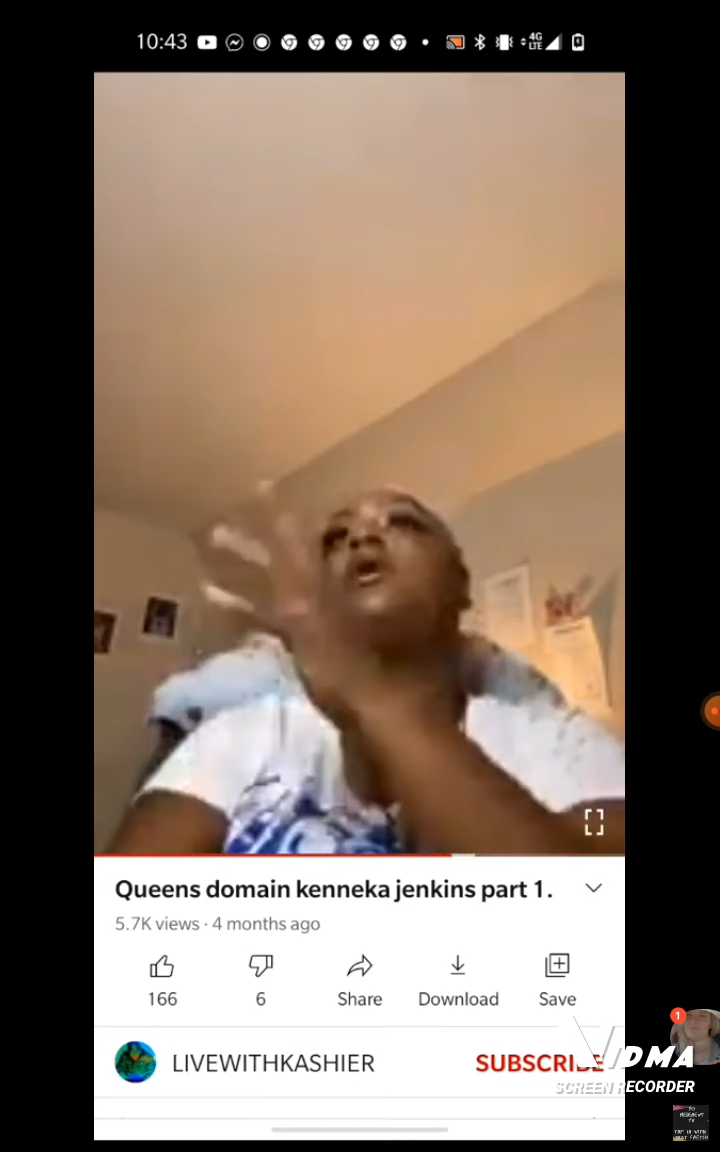 10:43
4G
LTE
Queens domain kenneka jenkins part 1.
5.7K views · 4 months ago
166
6
Share
Download
Save
LIVEWITHKASHIER
SUBSCRIBE
1
VIDMA
SCREEN RECORDER